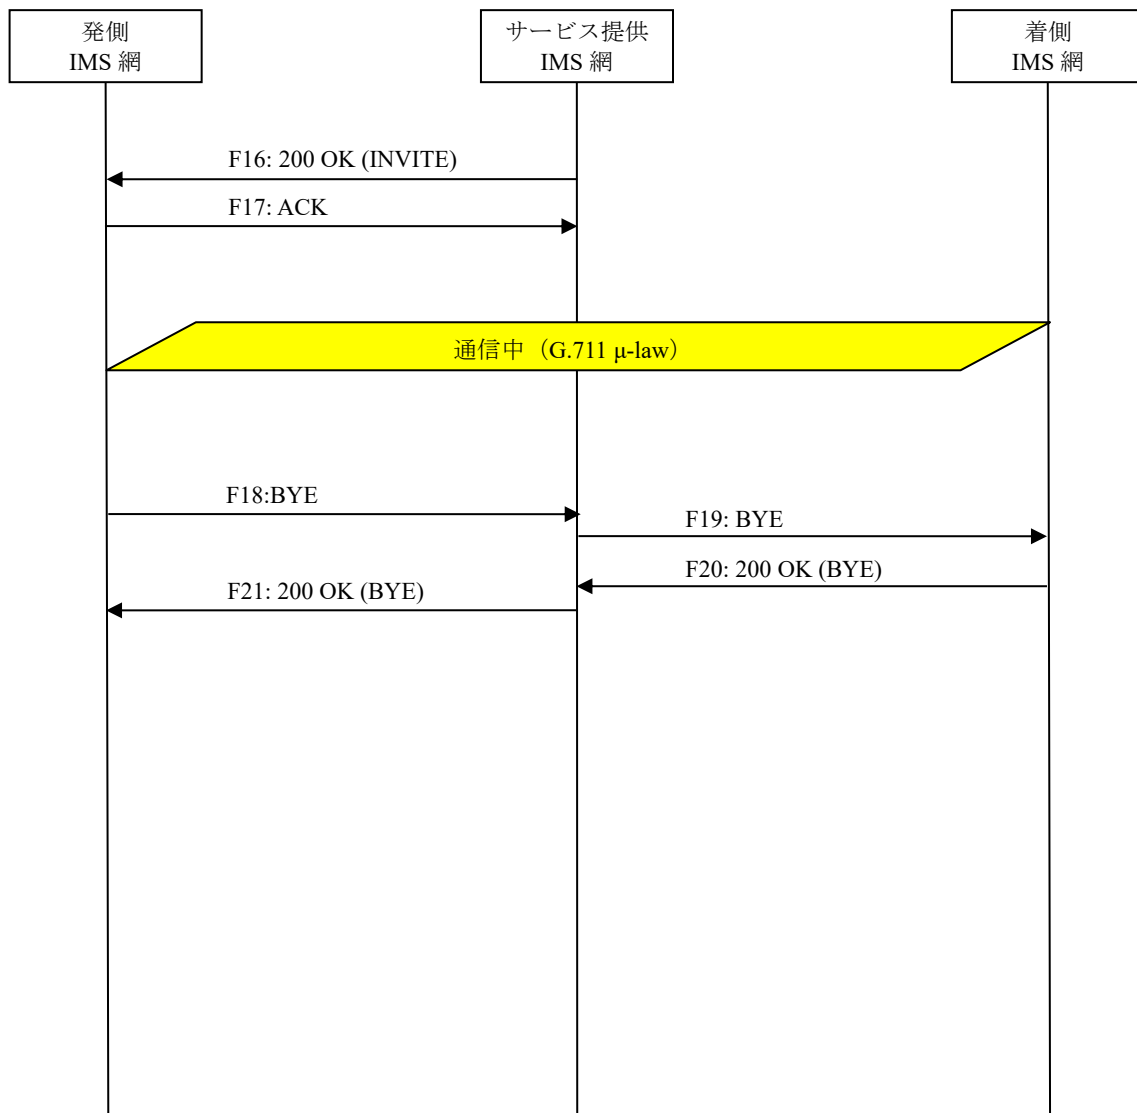 発側
IMS 網
サービス提供
IMS 網
着側
IMS 網
F16: 200 OK (INVITE)
F17: ACK
通信中（G.711 μ-law）
F18:BYE
F19: BYE
F20: 200 OK (BYE)
F21: 200 OK (BYE)